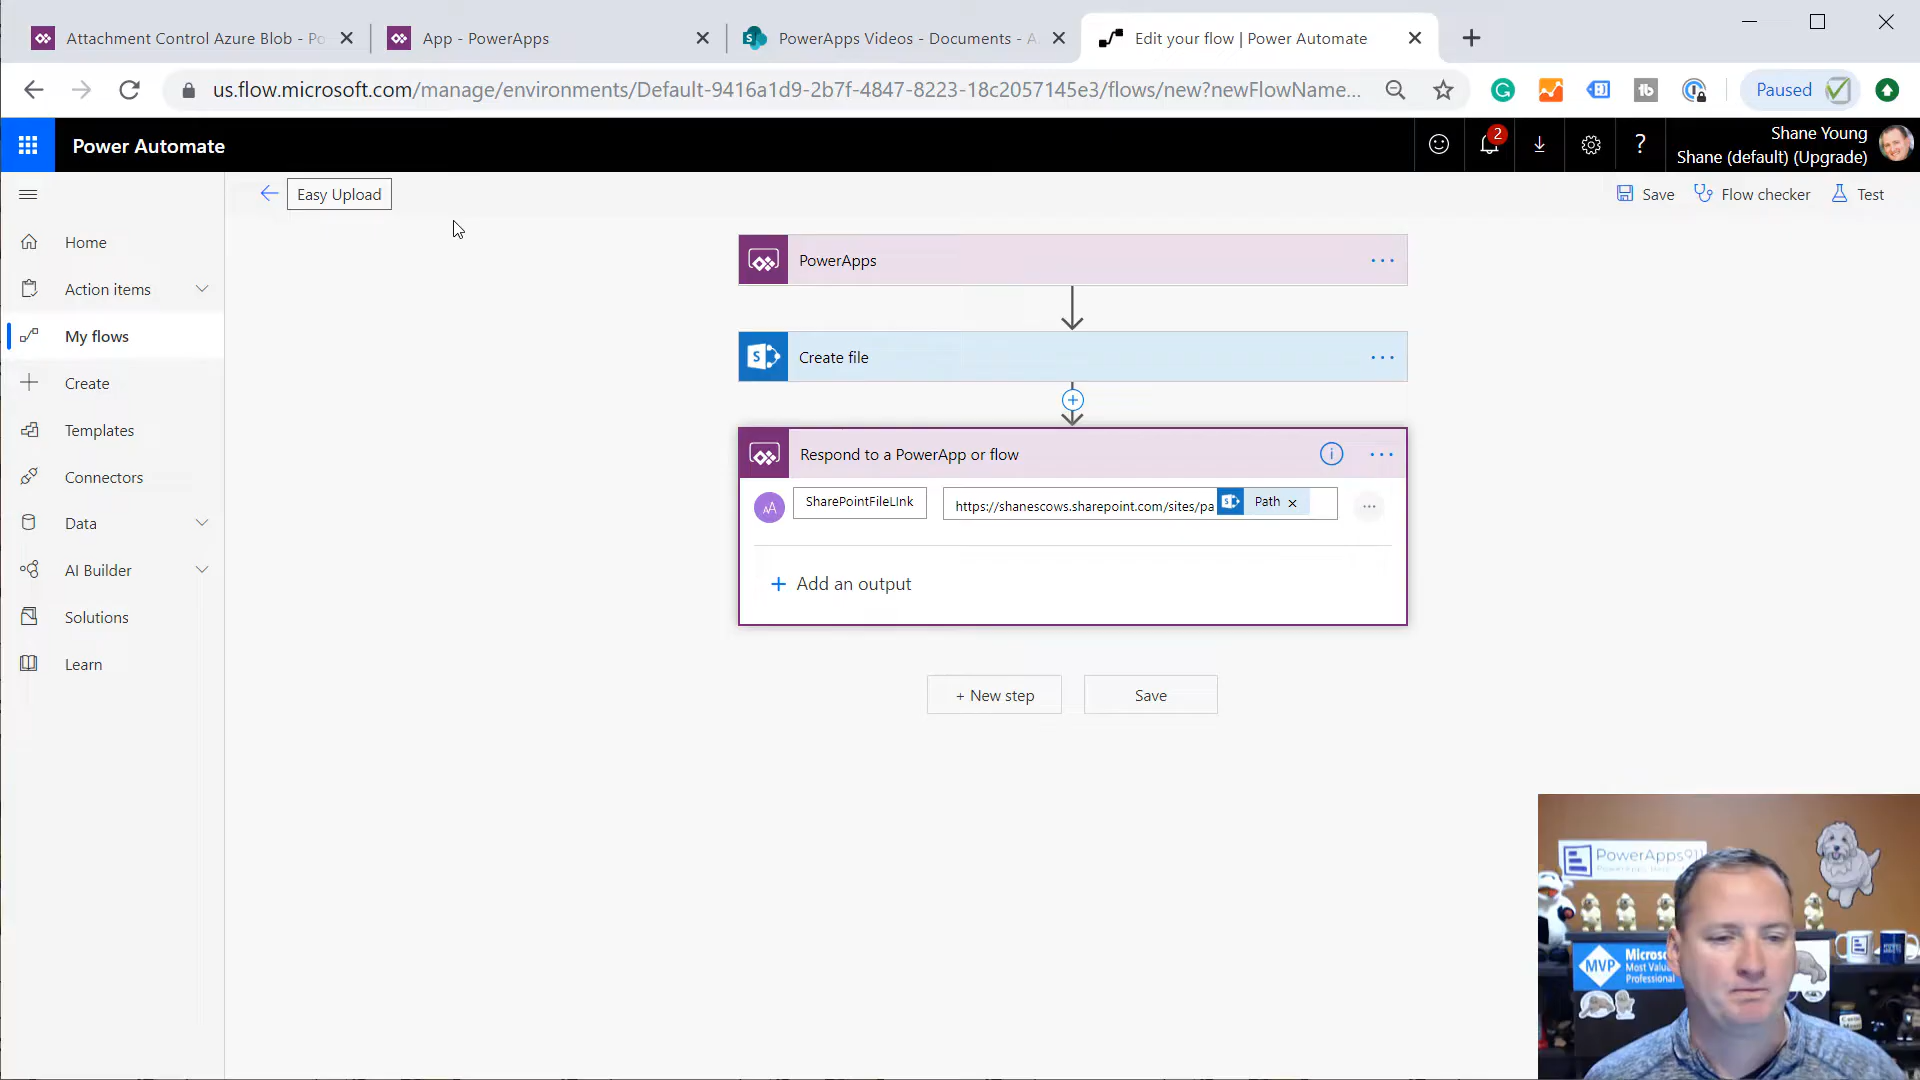 Attachment Control Azure Blob - Po
App - PowerApps
PowerApps Videos - Documents - A
Edit your flow | Power Automate
us.flow.microsoft.com/manage/environments/Default-9416a1d9-2b7f-4847-8223-18c2057145e3/flows/new?newFlowName...
Paused
Power Automate
2
?
Shane Young
Shane (default) (Upgrade)
Easy Upload
Save
Flow checker
Test
Home
Action items
My flows
Create
Templates
Connectors
Data
AI Builder
Solutions
Learn
PowerApps
Create file
Respond to a PowerApp or flow
SharePointFileLInk
https://shanescows.sharepoint.com/sites/pa
Path
Add an output
+ New step
Save
PowerApps911
MVP
Microso
Most Valua
Professional